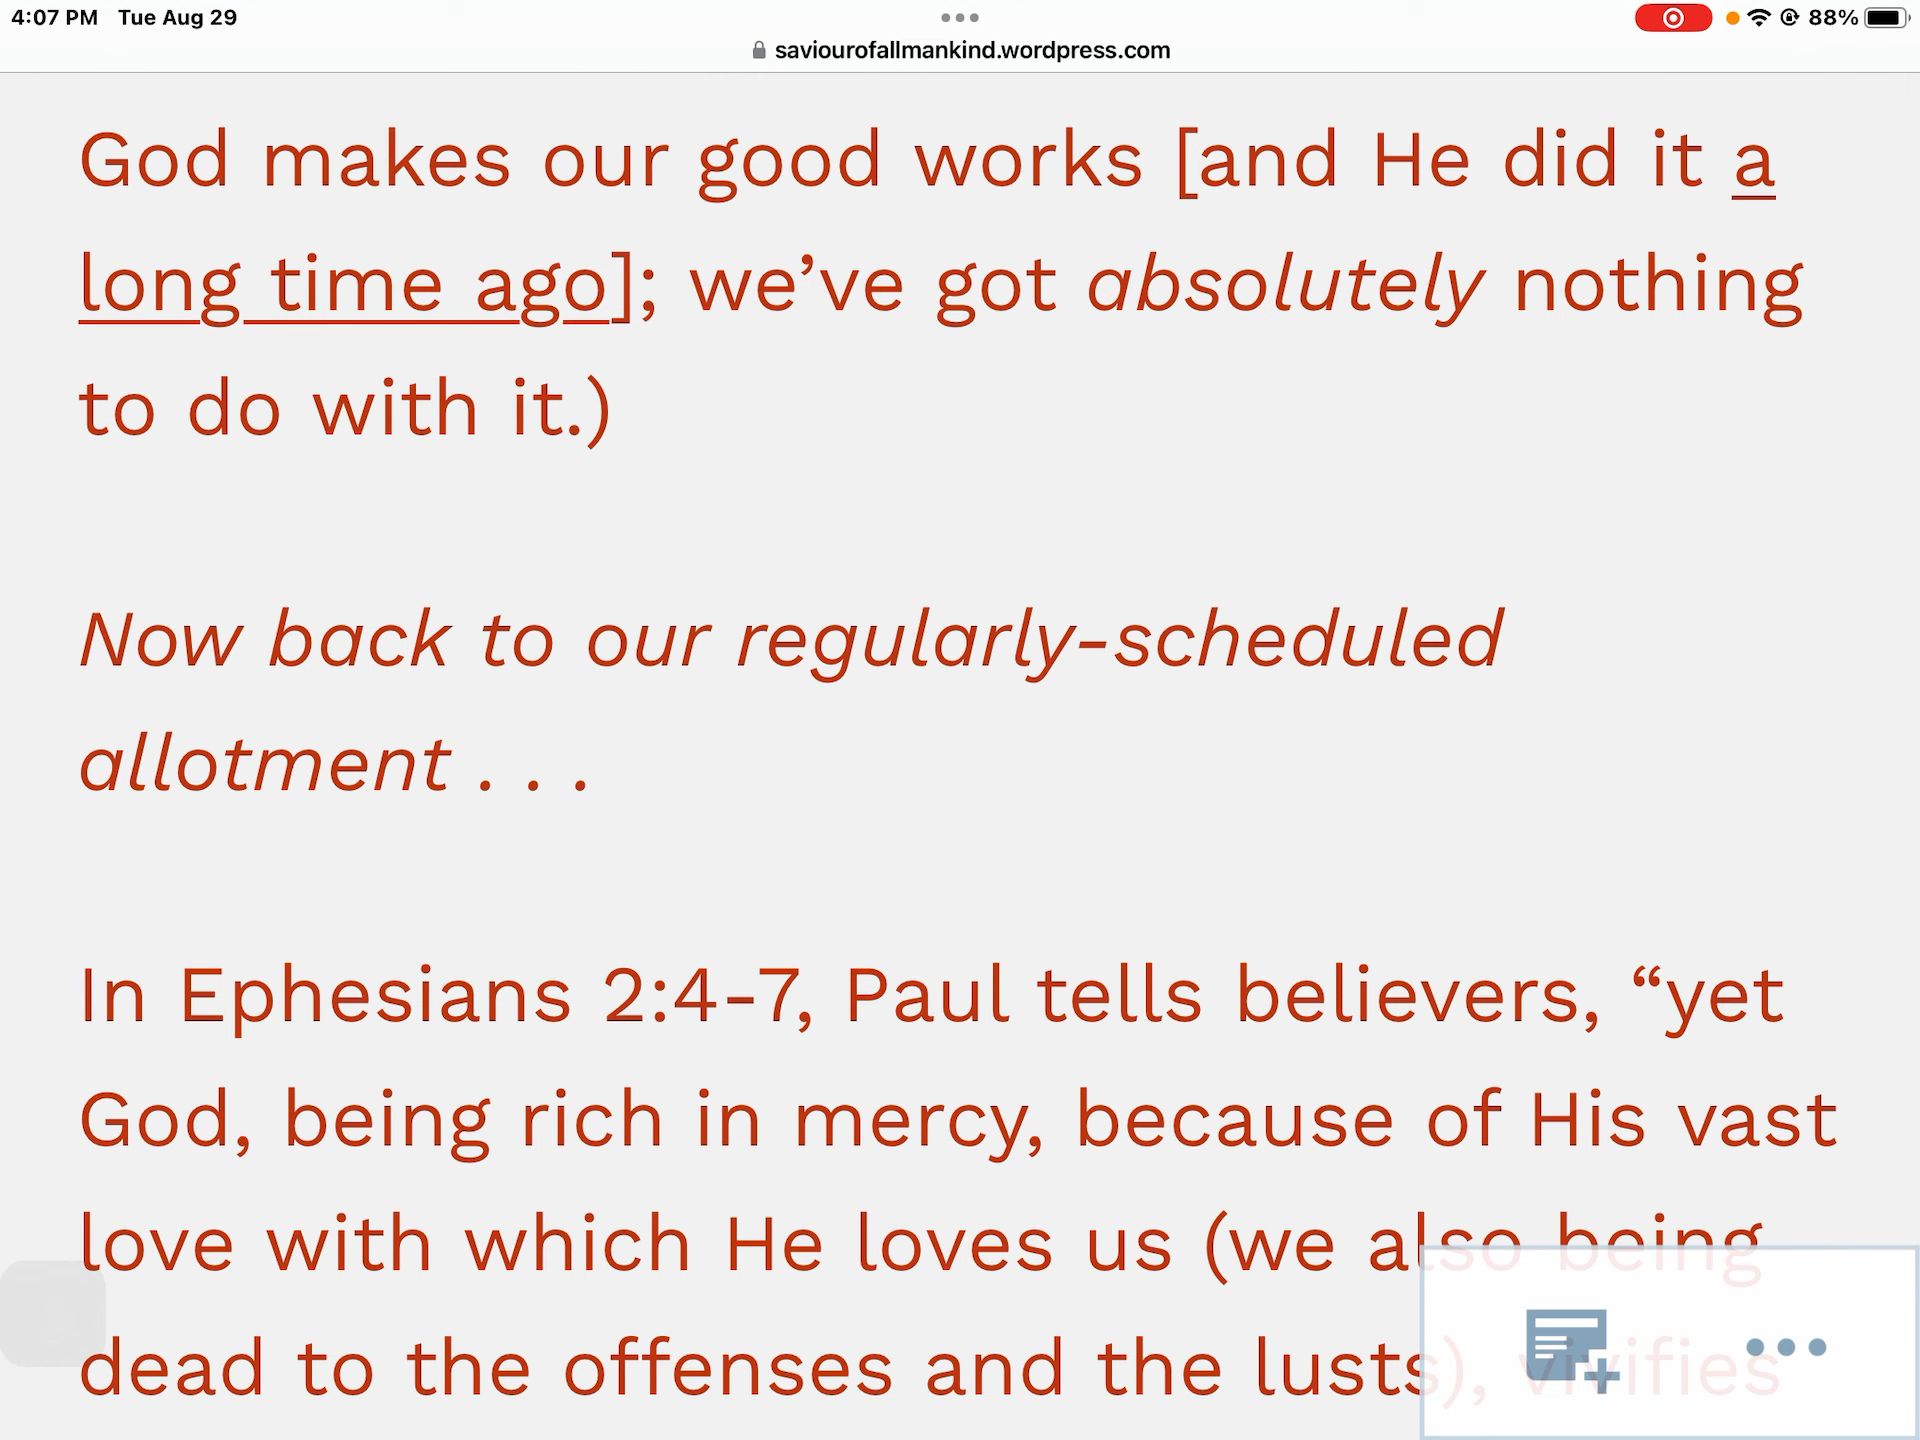 4:07 PM Tue Aug 29
88%
saviourofallmankind.wordpress.com
God makes our good works [and He did it a
long time ago]; we’ve got absolutely nothing
to do with it.)
Now back to our regularly-scheduled
allotment . . .
In Ephesians 2:4-7, Paul tells believers, “yet
God, being rich in mercy, because of His vast
love with which He loves us (we also being
dead to the offenses and the lusts), vivifies